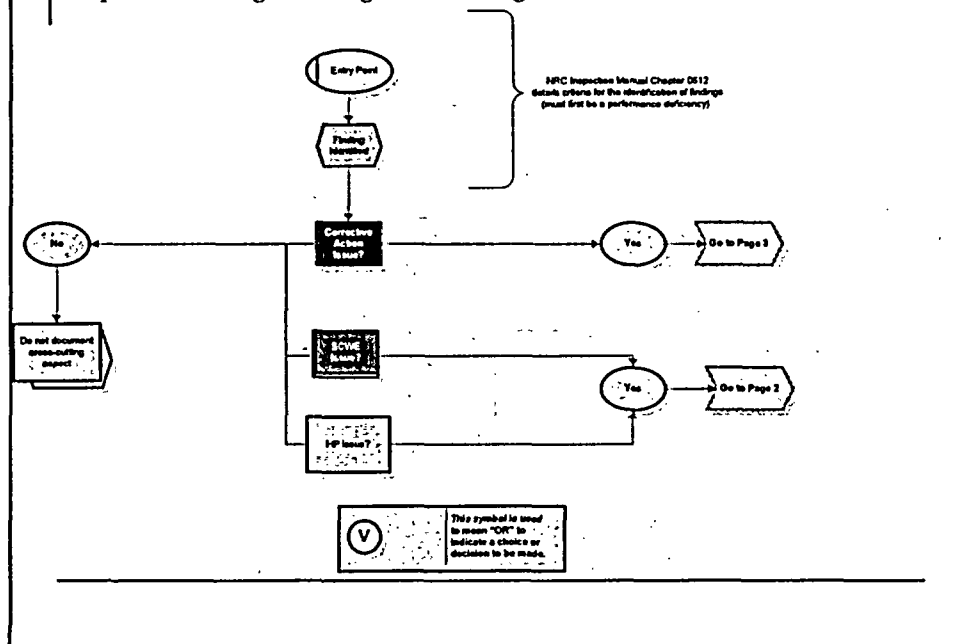 Entry Point
NRC Inspection Manual Chapter 0612
details criteria for the identification of findings
(must first be a performance deficiency)
Finding
Identified
No
Corrective
Action
Issue?
Yes
Go to Page 3
Do not document
cross-cutting
aspect
SCWE
Issue?
Yes
Go to Page 2
HP Issue?
V
This symbol is used
to mean "OR" to
indicate a choice or
decision to be made.